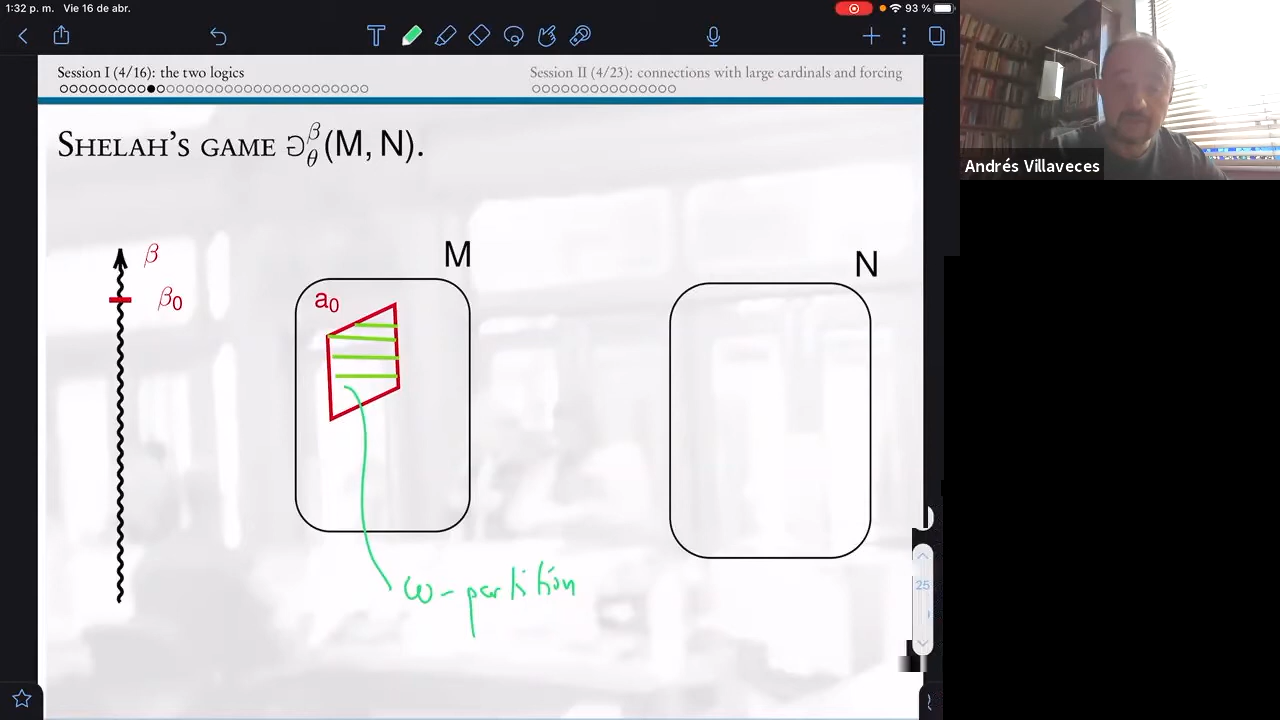 1:32 p. m.  Vie 16 de abr.
93 %
Session I (4/16): the two logics
Session II (4/23): connections with large cardinals and forcing
SHELAH'S GAME ⅁^β_θ(M, N).
β
β₀
M
a₀
N
ω - partition
25
Andrés Villaveces